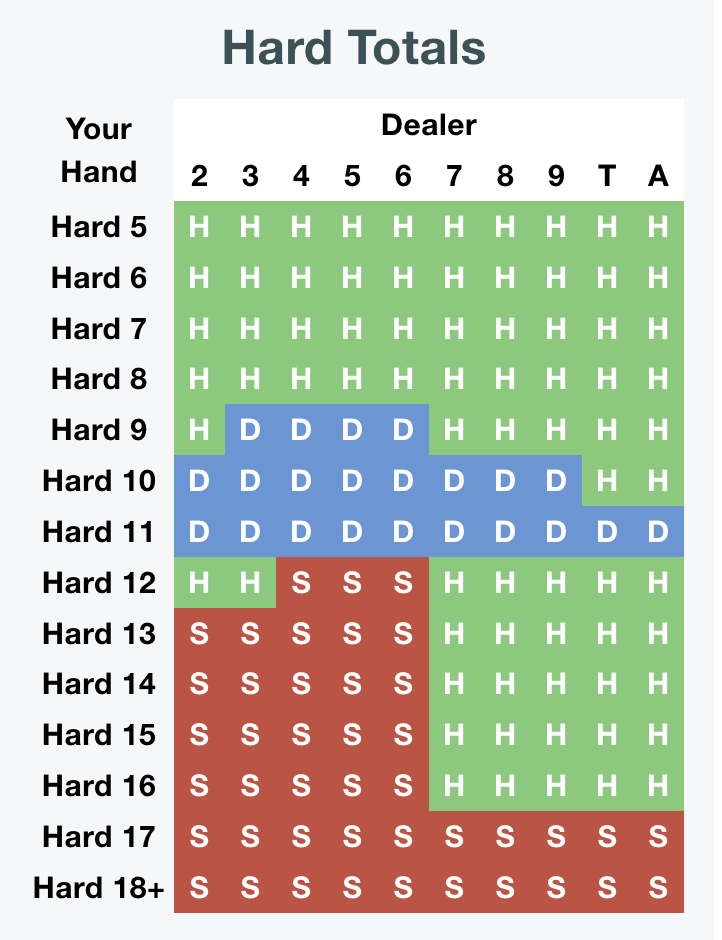 Hard Totals
Your Hand
Dealer
2 3 4 5 6 7 8 9 T A
Hard 5 H H H H H H H H H H
Hard 6 H H H H H H H H H H
Hard 7 H H H H H H H H H H
Hard 8 H H H H H H H H H H
Hard 9 H D D D D H H H H H
Hard 10 D D D D D D D D H H
Hard 11 D D D D D D D D D D
Hard 12 H H S S S H H H H H
Hard 13 S S S S S H H H H H
Hard 14 S S S S S H H H H H
Hard 15 S S S S S H H H H H
Hard 16 S S S S S H H H H H
Hard 17 S S S S S S S S S S
Hard 18+ S S S S S S S S S S